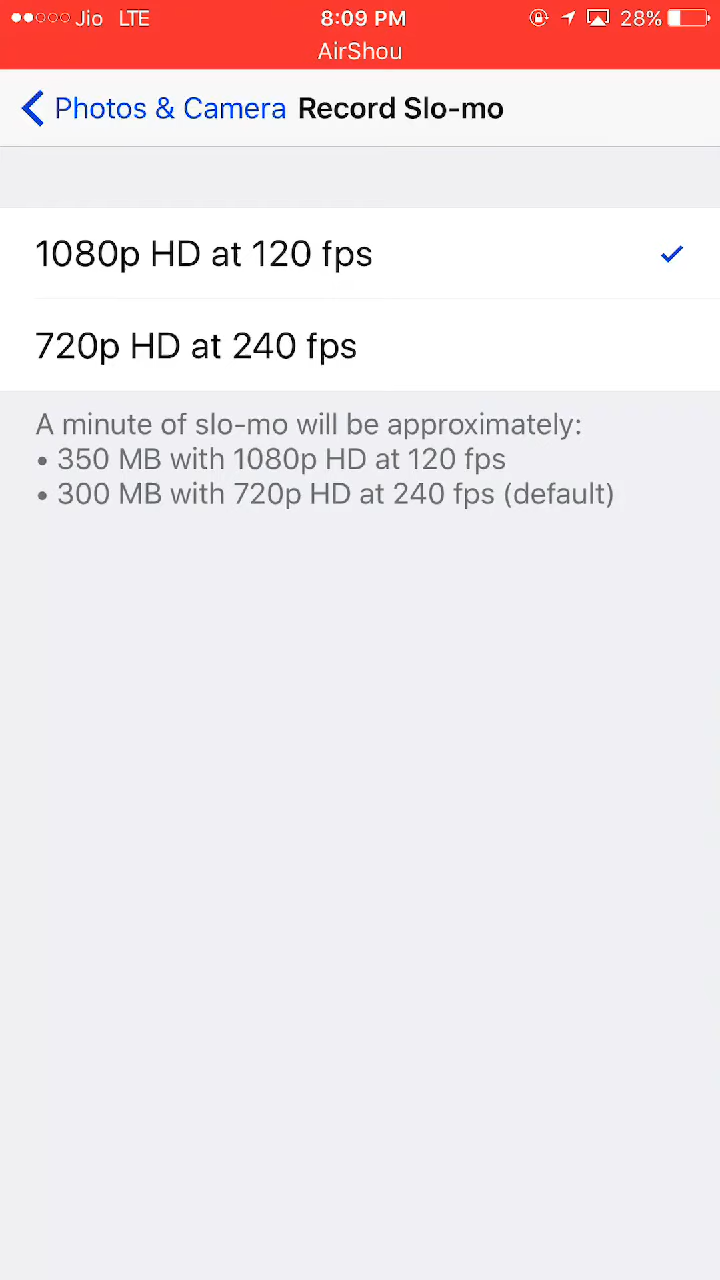 Jio LTE 8:09 PM 28%
AirShou
Photos & Camera Record Slo-mo
1080p HD at 120 fps
720p HD at 240 fps
A minute of slo-mo will be approximately:
• 350 MB with 1080p HD at 120 fps
• 300 MB with 720p HD at 240 fps (default)